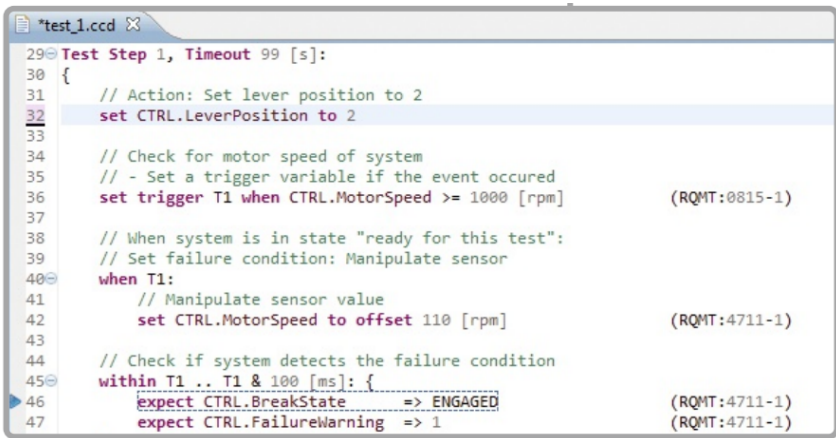 *test_1.ccd
29 Test Step 1, Timeout 99 [s]:
30 {
31 // Action: Set lever position to 2
32 set CTRL.LeverPosition to 2
33
34 // Check for motor speed of system
35 // - Set a trigger variable if the event occured
36 set trigger T1 when CTRL.MotorSpeed >= 1000 [rpm] (RQMT:0815-1)
37
38 // When system is in state "ready for this test":
39 // Set failure condition: Manipulate sensor
40 when T1:
41 // Manipulate sensor value
42 set CTRL.MotorSpeed to offset 110 [rpm] (RQMT:4711-1)
43
44 // Check if system detects the failure condition
45 within T1 .. T1 & 100 [ms]: {
46 expect CTRL.BreakState => ENGAGED (RQMT:4711-1)
47 expect CTRL.FailureWarning => 1 (RQMT:4711-1)